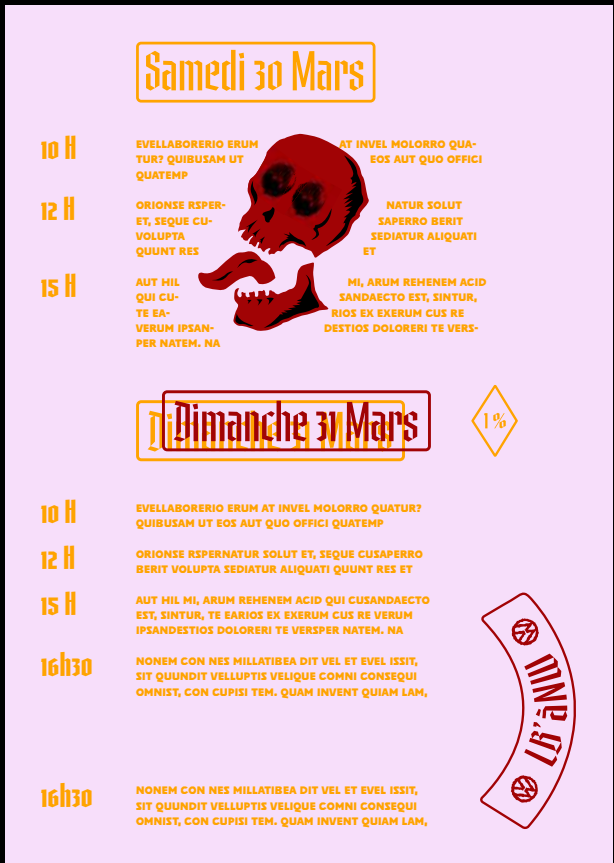 Samedi 30 Mars
10 H
EVELLABORERIO ERUM AT INVEL MOLORRO QUA-
TUR? QUIBUSAM UT EOS AUT QUO OFFICI
QUATEMP
12 H
ORIONSE RSPER- NATUR SOLUT
ET, SEQUE CU- SAPERRO BERIT
VOLUPTA SEDIATUR ALIQUATI
QUUNT RES ET
15 H
AUT HIL MI, ARUM REHENEM ACID
QUI CU- SANDAECTO EST, SINTUR,
TE EA- RIOS EX EXERUM CUS RE
VERUM IPSAN- DESTIOS DOLORERI TE VERS-
PER NATEM. NA
Dimanche 31 Mars
Dimanche 31 Mars
1%
10 H
EVELLABORERIO ERUM AT INVEL MOLORRO QUATUR?
QUIBUSAM UT EOS AUT QUO OFFICI QUATEMP
12 H
ORIONSE RSPERNATUR SOLUT ET, SEQUE CUSAPERRO
BERIT VOLUPTA SEDIATUR ALIQUATI QUUNT RES ET
15 H
AUT HIL MI, ARUM REHENEM ACID QUI CUSANDAECTO
EST, SINTUR, TE EARIOS EX EXERUM CUS RE VERUM
IPSANDESTIOS DOLORERI TE VERSPER NATEM. NA
16h30
NONEM CON NES MILLATIBEA DIT VEL ET EVEL ISSIT,
SIT QUUNDIT VELLUPTIS VELIQUE COMNI CONSEQUI
OMNIST, CON CUPISI TEM. QUAM INVENT QUIAM LAM,
16h30
NONEM CON NES MILLATIBEA DIT VEL ET EVEL ISSIT,
SIT QUUNDIT VELLUPTIS VELIQUE COMNI CONSEQUI
OMNIST, CON CUPISI TEM. QUAM INVENT QUIAM LAM,